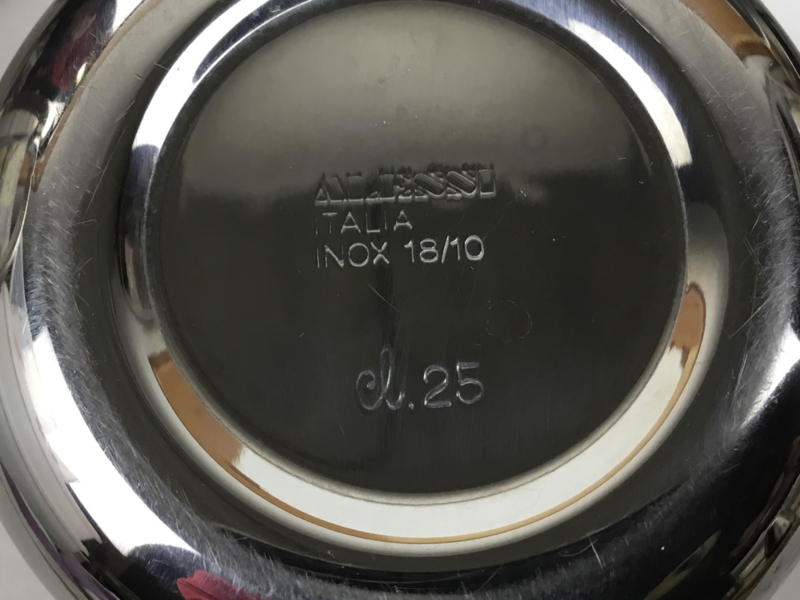 ALESSI
ITALIA
INOX 18/10
cl. 25